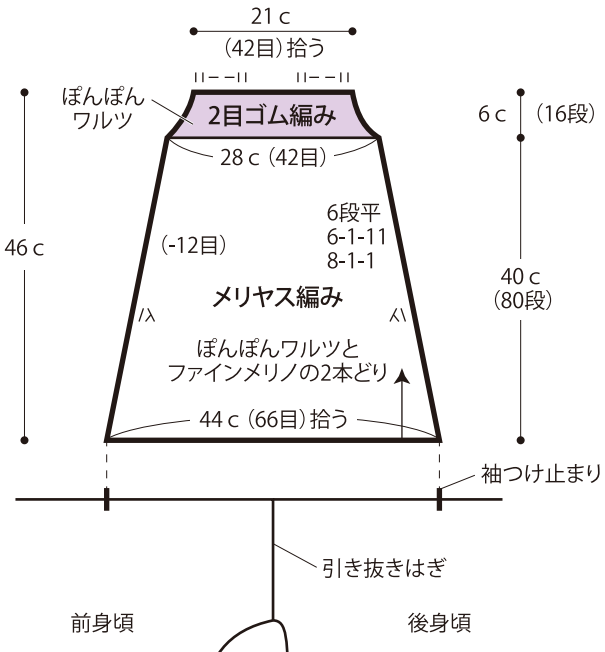 21 c
(42目) 拾う
ぽんぽん
ワルツ
2目ゴム編み
6 c (16段)
28 c (42目)
46 c
(-12目)
6段平
6-1-11
8-1-1
メリヤス編み
40 c
(80段)
ぽんぽんワルツと
ファインメリノの2本どり
44 c (66目) 拾う
袖つけ止まり
引き抜きはぎ
前身頃
後身頃